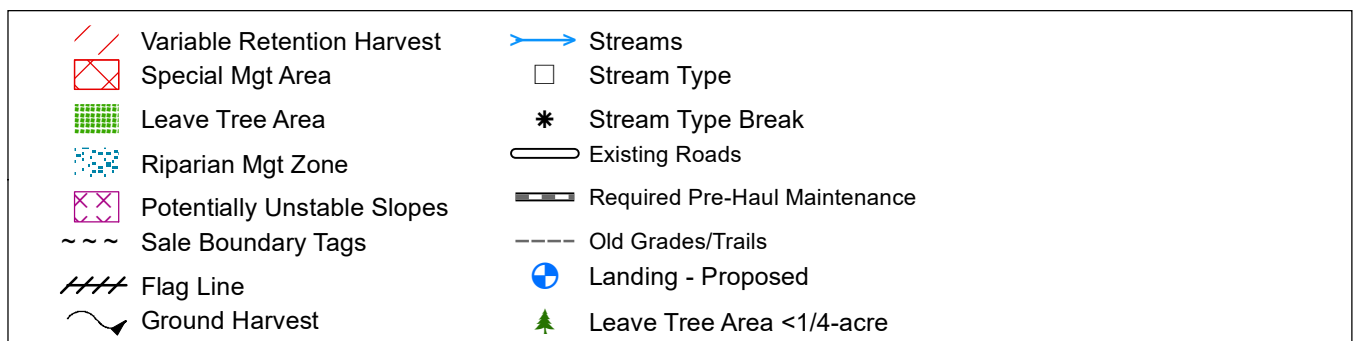 Variable Retention Harvest
Special Mgt Area
Leave Tree Area
Riparian Mgt Zone
Potentially Unstable Slopes
Sale Boundary Tags
Flag Line
Ground Harvest
Streams
Stream Type
Stream Type Break
Existing Roads
Required Pre-Haul Maintenance
Old Grades/Trails
Landing - Proposed
Leave Tree Area <1/4-acre